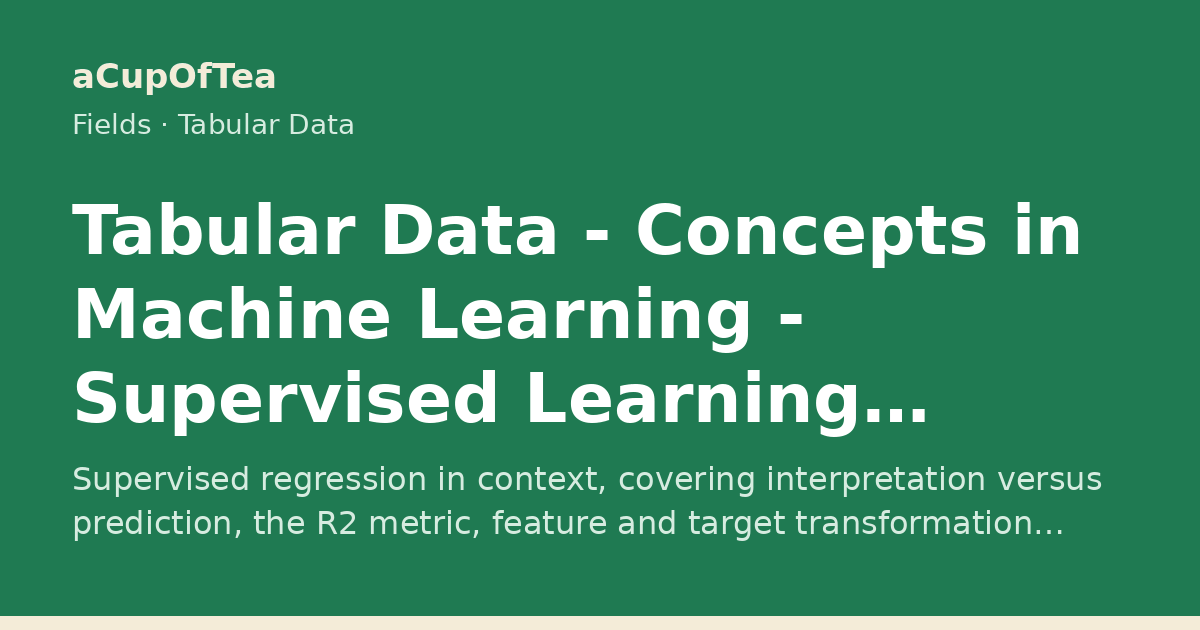 aCupOfTea
Fields · Tabular Data
Tabular Data - Concepts in
Machine Learning -
Supervised Learning…
Supervised regression in context, covering interpretation versus
prediction, the R2 metric, feature and target transformation…